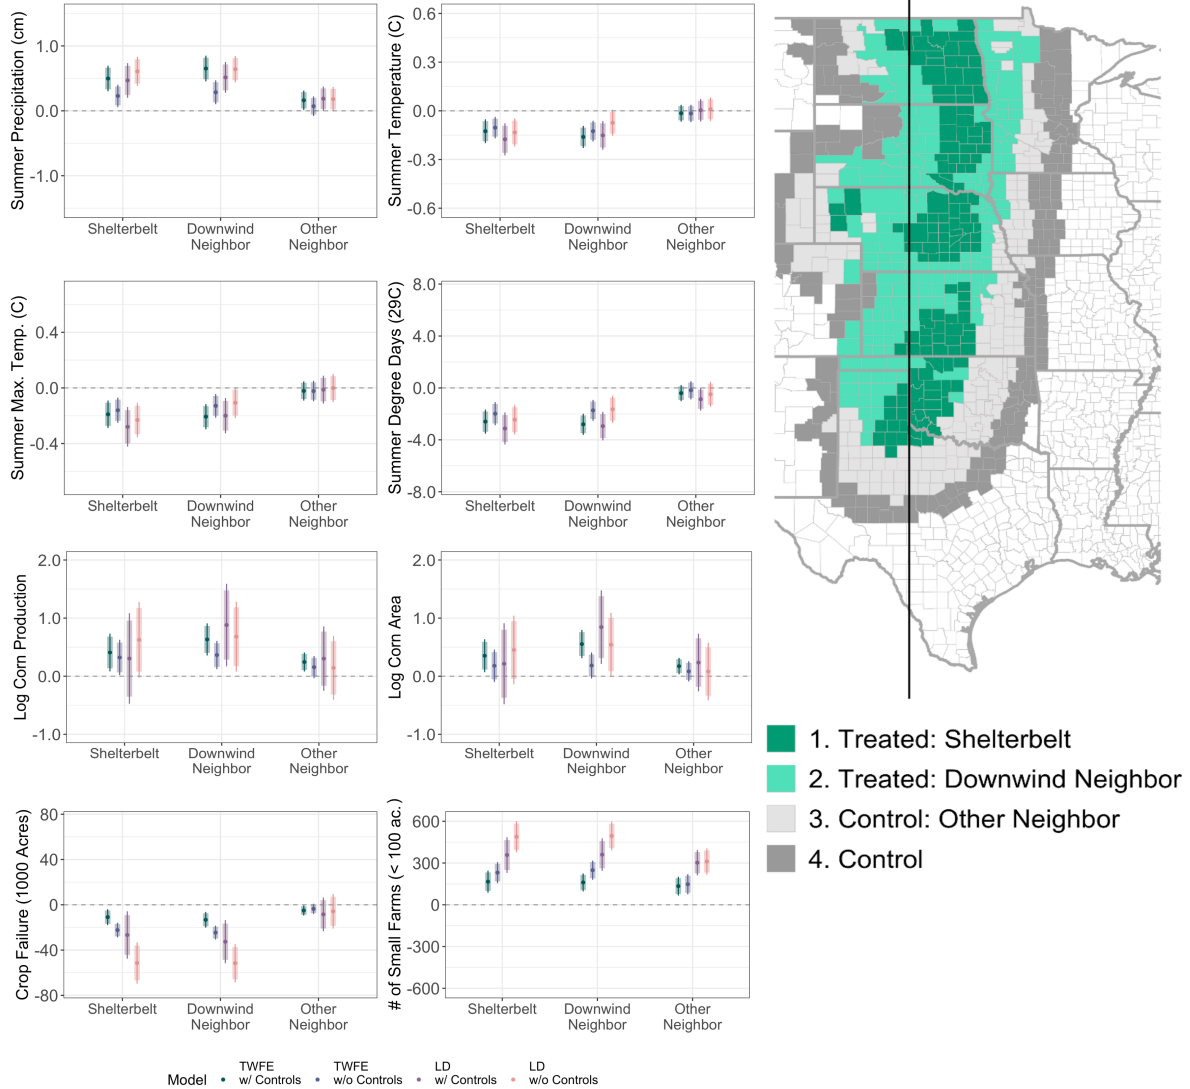 Summer Precipitation (cm)
1.0
0.0
-1.0
Shelterbelt
Downwind
Neighbor
Other
Neighbor
Summer Temperature (C)
0.6
0.3
0.0
-0.3
-0.6
Shelterbelt
Downwind
Neighbor
Other
Neighbor
Summer Max. Temp. (C)
0.4
0.0
-0.4
Shelterbelt
Downwind
Neighbor
Other
Neighbor
Summer Degree Days (29C)
8.0
4.0
0.0
-4.0
-8.0
Shelterbelt
Downwind
Neighbor
Other
Neighbor
Log Corn Production
2.0
1.0
0.0
-1.0
Shelterbelt
Downwind
Neighbor
Other
Neighbor
Log Corn Area
2.0
1.0
0.0
-1.0
Shelterbelt
Downwind
Neighbor
Other
Neighbor
Crop Failure (1000 Acres)
80
40
0
-40
-80
Shelterbelt
Downwind
Neighbor
Other
Neighbor
# of Small Farms (< 100 ac.)
600
300
0
-300
-600
Shelterbelt
Downwind
Neighbor
Other
Neighbor
1. Treated: Shelterbelt
2. Treated: Downwind Neighbor
3. Control: Other Neighbor
4. Control
Model
TWFE
w/ Controls
TWFE
w/o Controls
LD
w/ Controls
LD
w/o Controls